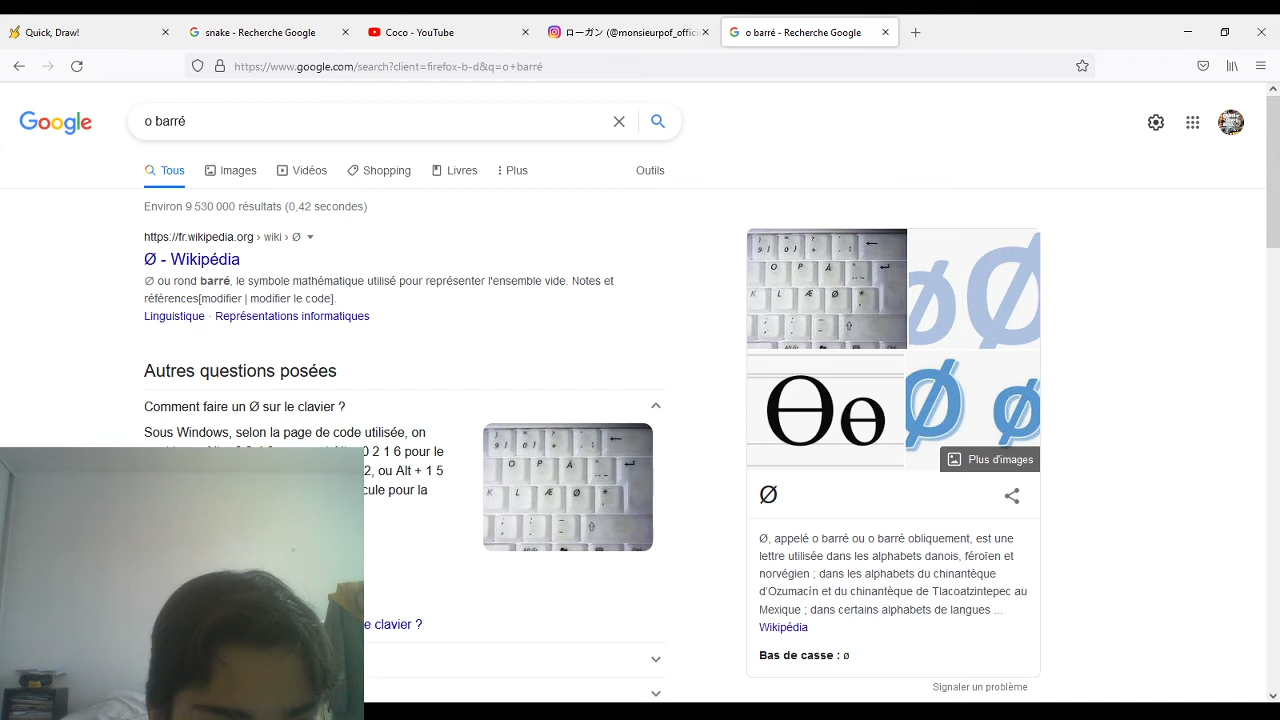 Quick, Draw!
snake - Recherche Google
Coco - YouTube
ローガン (@monsieurpof_offici
o barré - Recherche Google
https://www.google.com/search?client=firefox-b-d&q=o+barré
Google
o barré
Tous
Images
Vidéos
Shopping
Livres
Plus
Outils
Environ 9 530 000 résultats (0,42 secondes)
https://fr.wikipedia.org › wiki › Ø
Ø - Wikipédia
∅ ou rond barré, le symbole mathématique utilisé pour représenter l'ensemble vide. Notes et
références[modifier | modifier le code].
Linguistique · Représentations informatiques
Autres questions posées
Comment faire un Ø sur le clavier ?
Sous Windows, selon la page de code utilisée, on
0 2 1 6 pour le
2, ou Alt + 1 5
cule pour la
e clavier ?
Øø
Ɵɵ
Øø
Plus d'images
Ø
Ø, appelé o barré ou o barré obliquement, est une
lettre utilisée dans les alphabets danois, féroïen et
norvégien ; dans les alphabets du chinantèque
d'Ozumacín et du chinantèque de Tlacoatzintepec au
Mexique ; dans certains alphabets de langues ...
Wikipédia
Bas de casse : ø
Signaler un problème